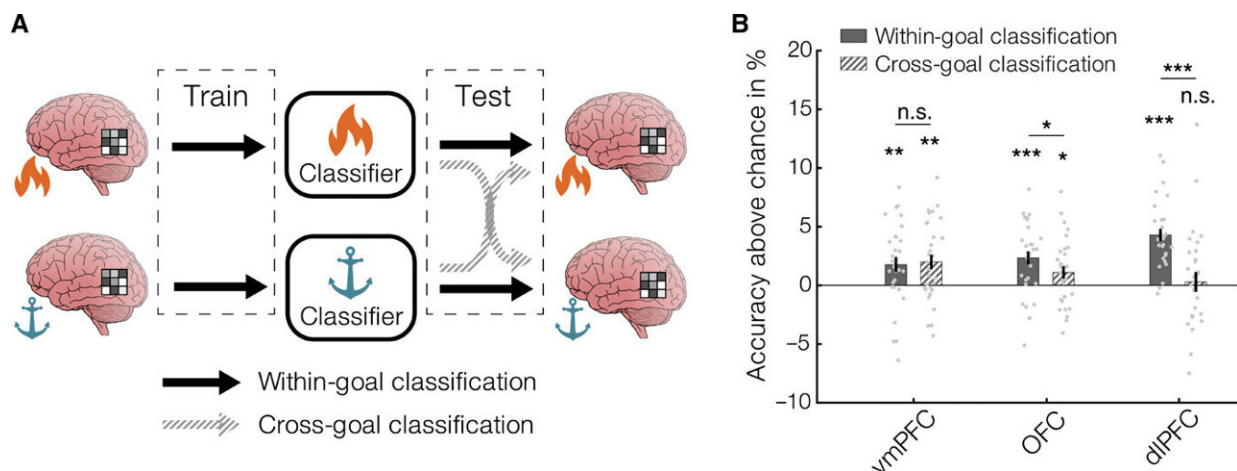 A
Train
Test
Classifier
Classifier
Within-goal classification
Cross-goal classification
B
Accuracy above chance in %
20
15
10
5
0
−5
−10
Within-goal classification
Cross-goal classification
n.s.
**
**
*
***
*
***
n.s.
***
vmPFC
OFC
dlPFC